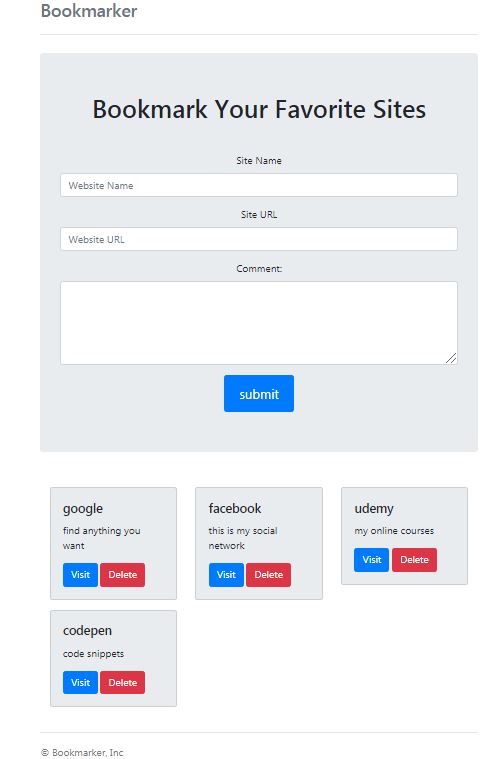 Bookmarker
Bookmark Your Favorite Sites
Site Name
Website Name
Site URL
Website URL
Comment:
submit
google
find anything you
want
Visit Delete
facebook
this is my social
network
Visit Delete
udemy
my online courses
Visit Delete
codepen
code snippets
Visit Delete
© Bookmarker, Inc